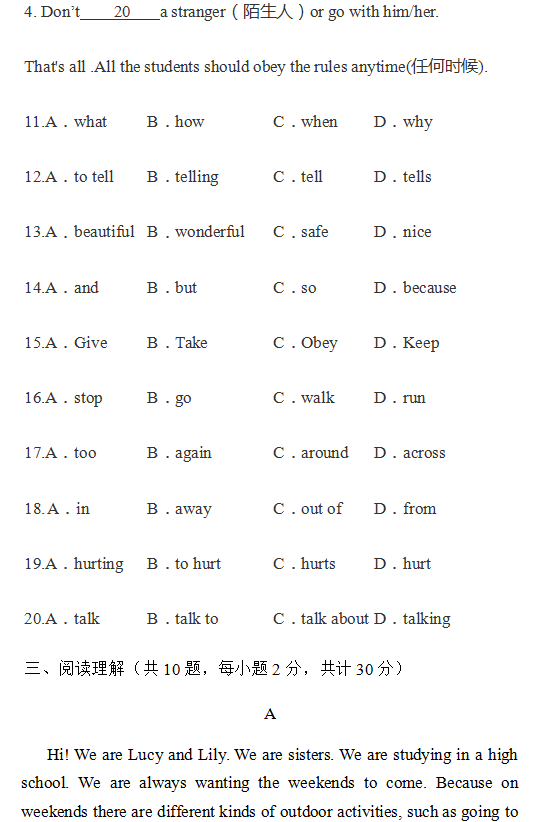 4. Don’t 20 a stranger（陌生人）or go with him/her.
That's all .All the students should obey the rules anytime(任何时候).
11.A．what B．how C．when D．why
12.A．to tell B．telling C．tell D．tells
13.A．beautiful B．wonderful C．safe D．nice
14.A．and B．but C．so D．because
15.A．Give B．Take C．Obey D．Keep
16.A．stop B．go C．walk D．run
17.A．too B．again C．around D．across
18.A．in B．away C．out of D．from
19.A．hurting B．to hurt C．hurts D．hurt
20.A．talk B．talk to C．talk about D．talking
三、阅读理解（共 10 题，每小题 2 分，共计 30 分）
A
Hi! We are Lucy and Lily. We are sisters. We are studying in a high
school. We are always wanting the weekends to come. Because on
weekends there are different kinds of outdoor activities, such as going to